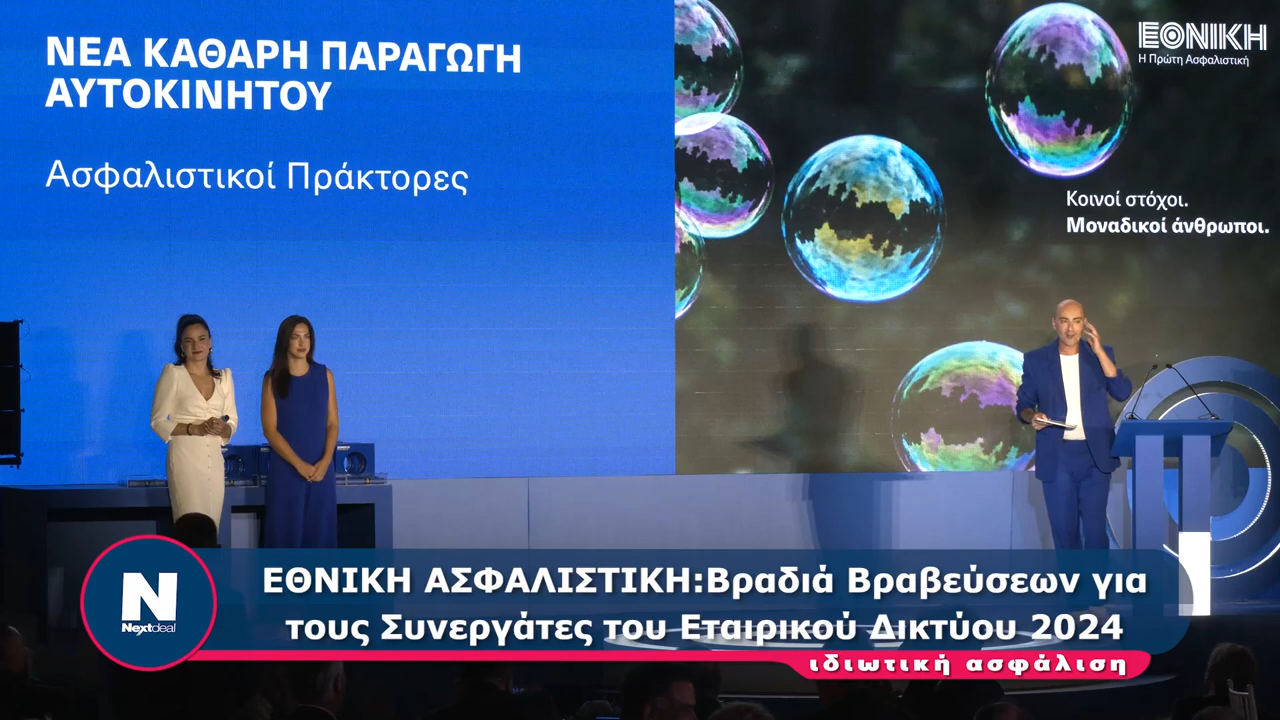 ΝΕΑ ΚΑΘΑΡΗ ΠΑΡΑΓΩΓΗ
ΑΥΤΟΚΙΝΗΤΟΥ
Ασφαλιστικοί Πράκτορες
ΕΘΝΙΚΗ
Η Πρώτη Ασφαλιστική
Κοινοί στόχοι.
Μοναδικοί άνθρωποι.
N
Nextdeal
ΕΘΝΙΚΗ ΑΣΦΑΛΙΣΤΙΚΗ:Βραδιά Βραβεύσεων για
τους Συνεργάτες του Εταιρικού Δικτύου 2024
ιδιωτική ασφάλιση